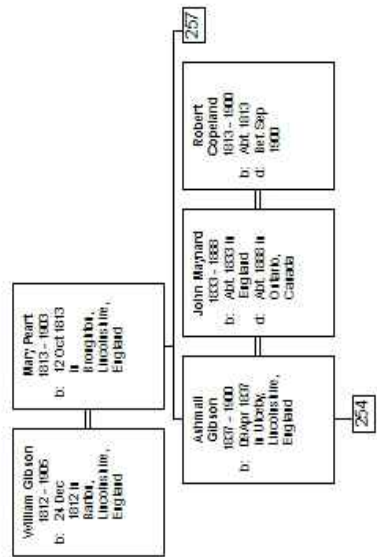 William Gibson
1812 - 1905
b: 24 Dec
1812 in
Barton,
Lincolnshire,
England
Mary Peart
1813 - 1903
b: 12 Oct 1813
in
Broughton,
Lincolnshire,
England
Ashmall
Gibson
1837 - 1900
b: 09 Apr 1837
in Ulceby,
Lincolnshire,
England
John Maynard
1833 - 1888
b: Abt. 1833 in
England
d: Abt. 1888 in
Ontario,
Canada
Robert
Copeland
1813 - 1900
b: Abt. 1813
d: Bef. Sep
1900
257
254